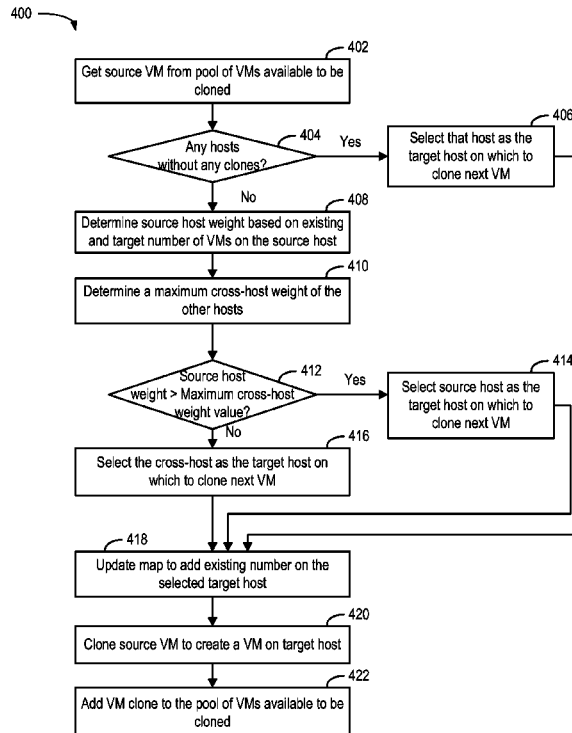 400
402
Get source VM from pool of VMs available to be
cloned
404
Any hosts
without any clones?
Yes
406
Select that host as the
target host on which to
clone next VM
No
408
Determine source host weight based on existing
and target number of VMs on the source host
410
Determine a maximum cross-host weight of the
other hosts
412
Source host
weight > Maximum cross-host
weight value?
Yes
414
Select source host as the
target host on which to
clone next VM
No
416
Select the cross-host as the target host on
which to clone next VM
418
Update map to add existing number on the
selected target host
420
Clone source VM to create a VM on target host
422
Add VM clone to the pool of VMs available to be
cloned